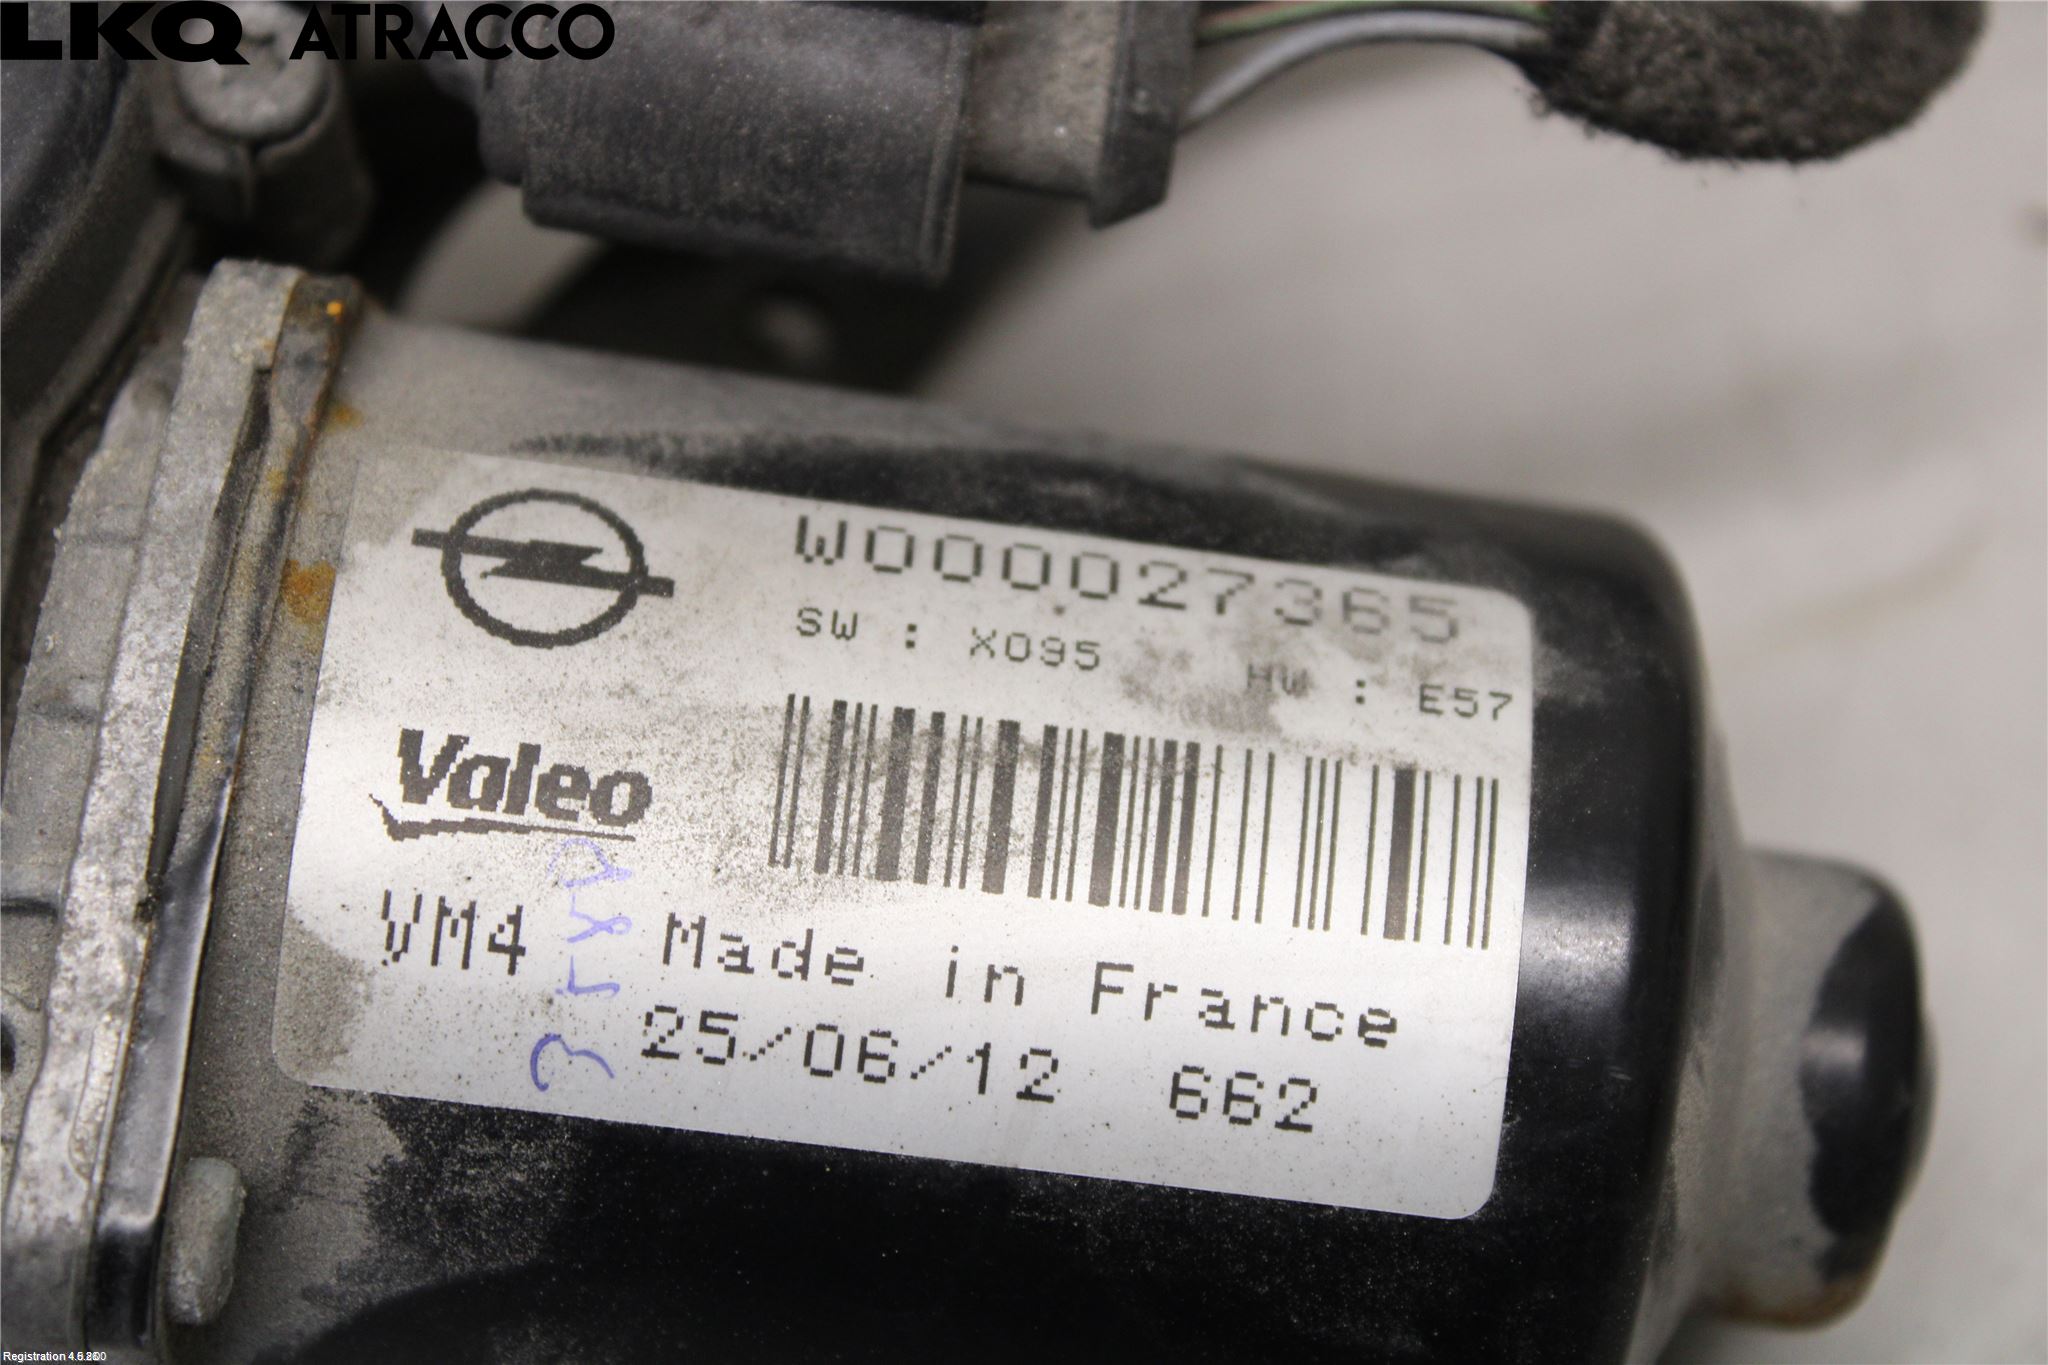 LKQ ATRACCO
W000027365
SW : X095 HW : E57
Valeo
VM4 Made in France
25/06/12 662